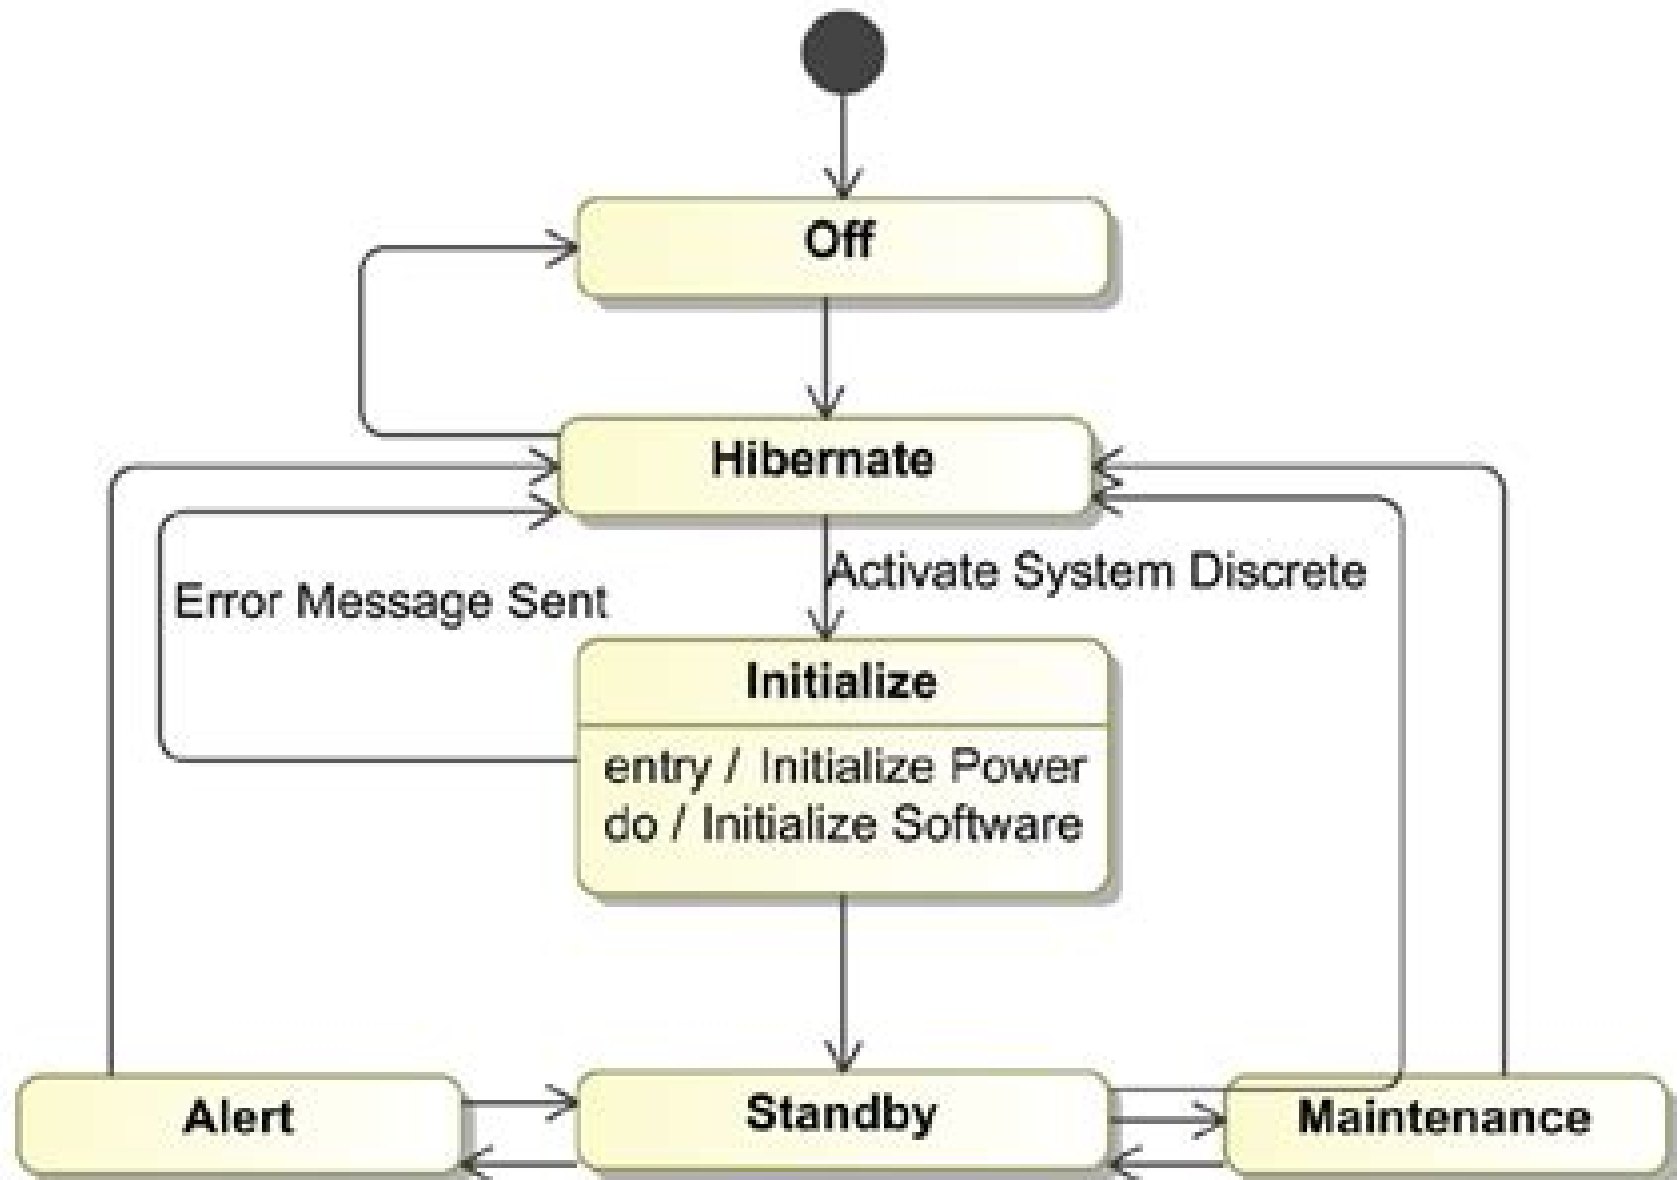 Off
Hibernate
Activate System Discrete
Error Message Sent
Initialize
entry / Initialize Power
do / Initialize Software
Alert
Standby
Maintenance